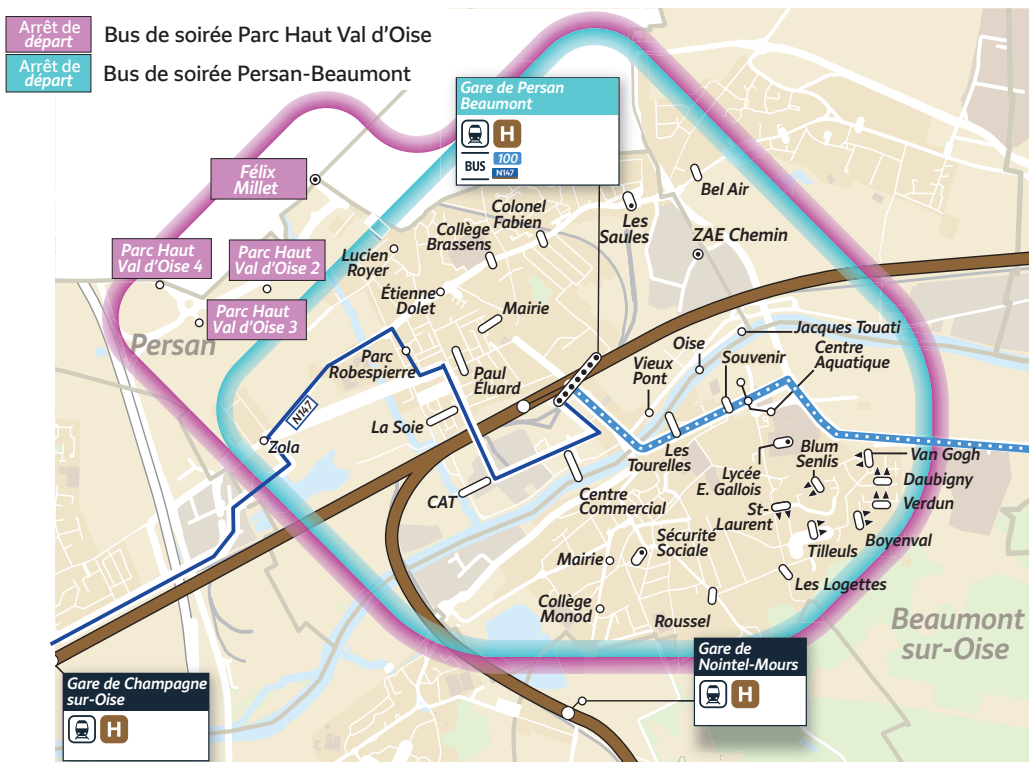 Arrêt de
départ
Bus de soirée Parc Haut Val d'Oise
Arrêt de
départ
Bus de soirée Persan-Beaumont
Gare de Persan
Beaumont
H
BUS
100
N147
Félix
Millet
Bel Air
Colonel
Fabien
Les
Saules
Collège
Brassens
ZAE Chemin
Lucien
Royer
Parc Haut
Val d'Oise 4
Parc Haut
Val d'Oise 2
Parc Haut
Val d'Oise 3
Étienne
Dolet
Mairie
Persan
Jacques Touati
Oise
Souvenir
Centre
Aquatique
Parc
Robespierre
Paul
Éluard
Vieux
Pont
N147
La Soie
Zola
Les
Tourelles
Blum
Senlis
Van Gogh
Lycée
E. Gallois
Daubigny
CAT
Centre
Commercial
Verdun
St-
Laurent
Boyenval
Sécurité
Sociale
Tilleuls
Mairie
Les Logettes
Collège
Monod
Roussel
Beaumont
sur-Oise
Gare de
Nointel-Mours
H
Gare de Champagne
sur-Oise
H